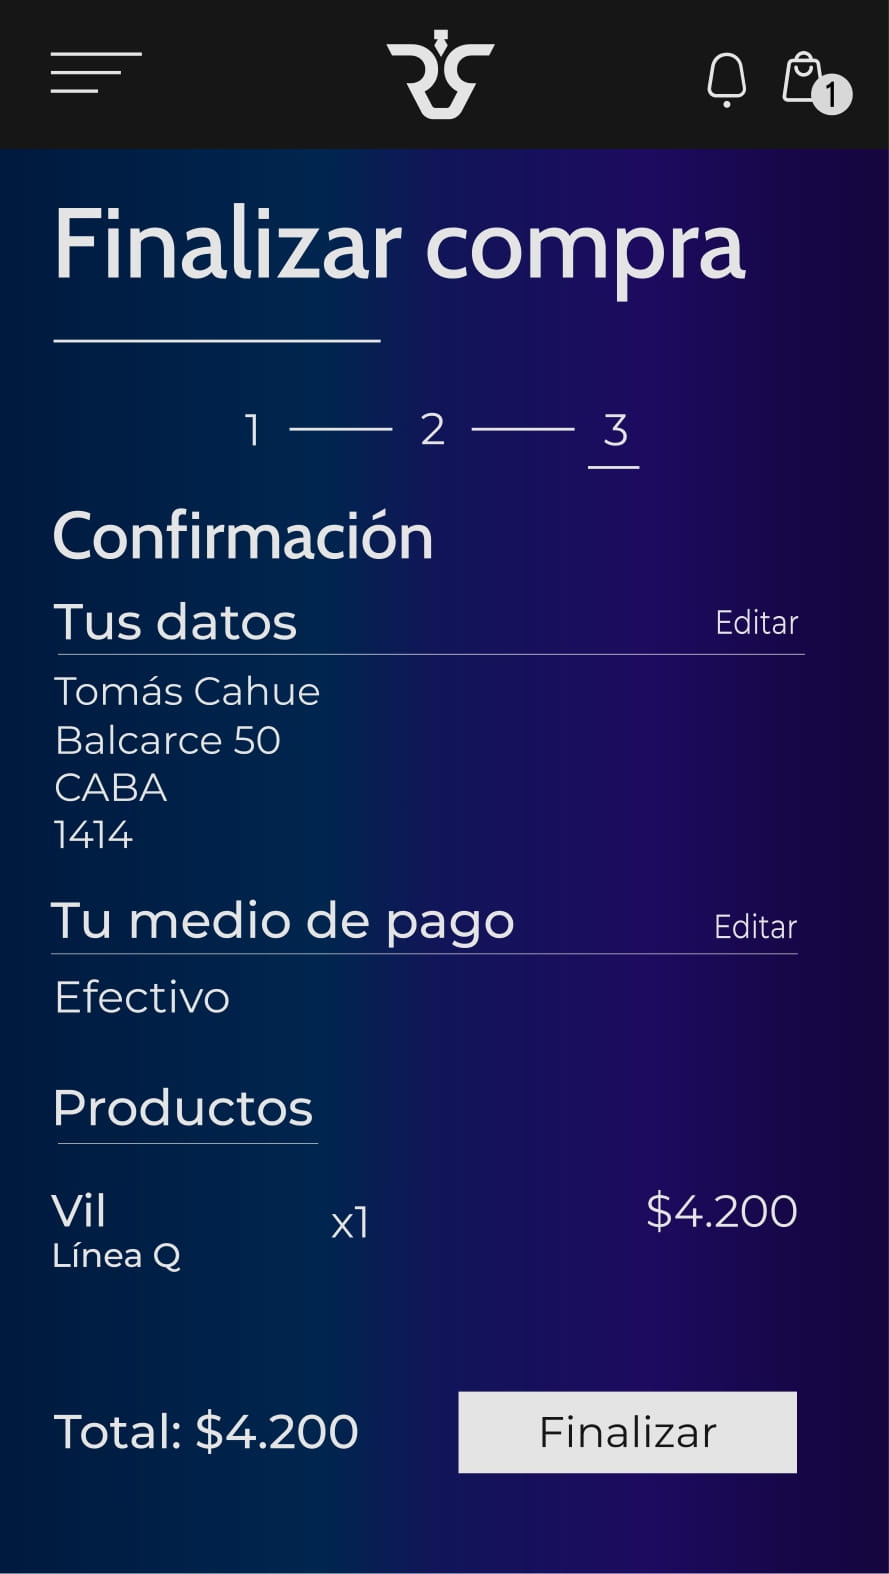 1
Finalizar compra
1 2 3
Confirmación
Tus datos Editar
Tomás Cahue
Balcarce 50
CABA
1414
Tu medio de pago Editar
Efectivo
Productos
Vil x1 $4.200
Línea Q
Total: $4.200 Finalizar